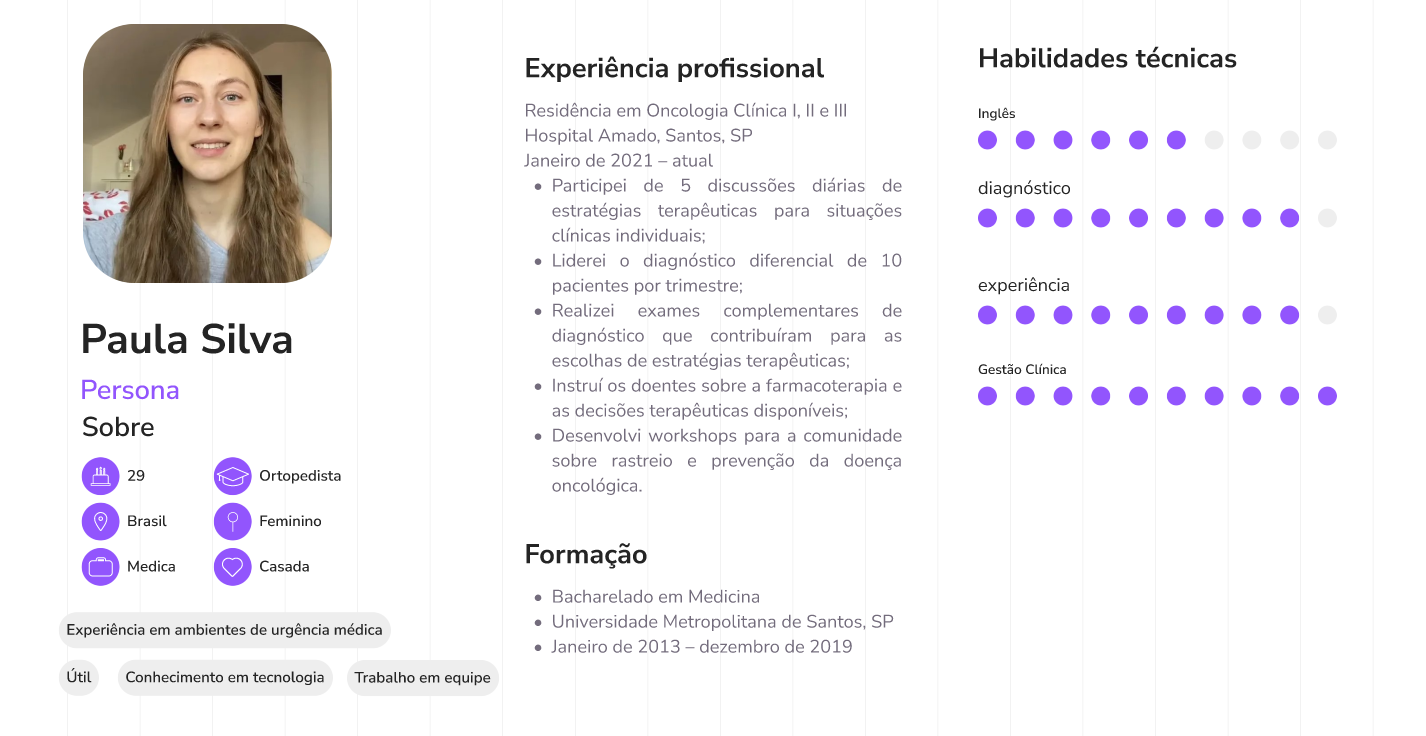 Paula Silva
Persona
Sobre
29
Ortopedista
Brasil
Feminino
Medica
Casada
Experiência em ambientes de urgência médica
Útil
Conhecimento em tecnologia
Trabalho em equipe
Experiência profissional
Residência em Oncologia Clínica I, II e III
Hospital Amado, Santos, SP
Janeiro de 2021 – atual
• Participei de 5 discussões diárias de
estratégias terapêuticas para situações
clínicas individuais;
• Liderei o diagnóstico diferencial de 10
pacientes por trimestre;
• Realizei exames complementares de
diagnóstico que contribuíram para as
escolhas de estratégias terapêuticas;
• Instruí os doentes sobre a farmacoterapia e
as decisões terapêuticas disponíveis;
• Desenvolvi workshops para a comunidade
sobre rastreio e prevenção da doença
oncológica.
Formação
• Bacharelado em Medicina
• Universidade Metropolitana de Santos, SP
• Janeiro de 2013 – dezembro de 2019
Habilidades técnicas
Inglês
diagnóstico
experiência
Gestão Clínica